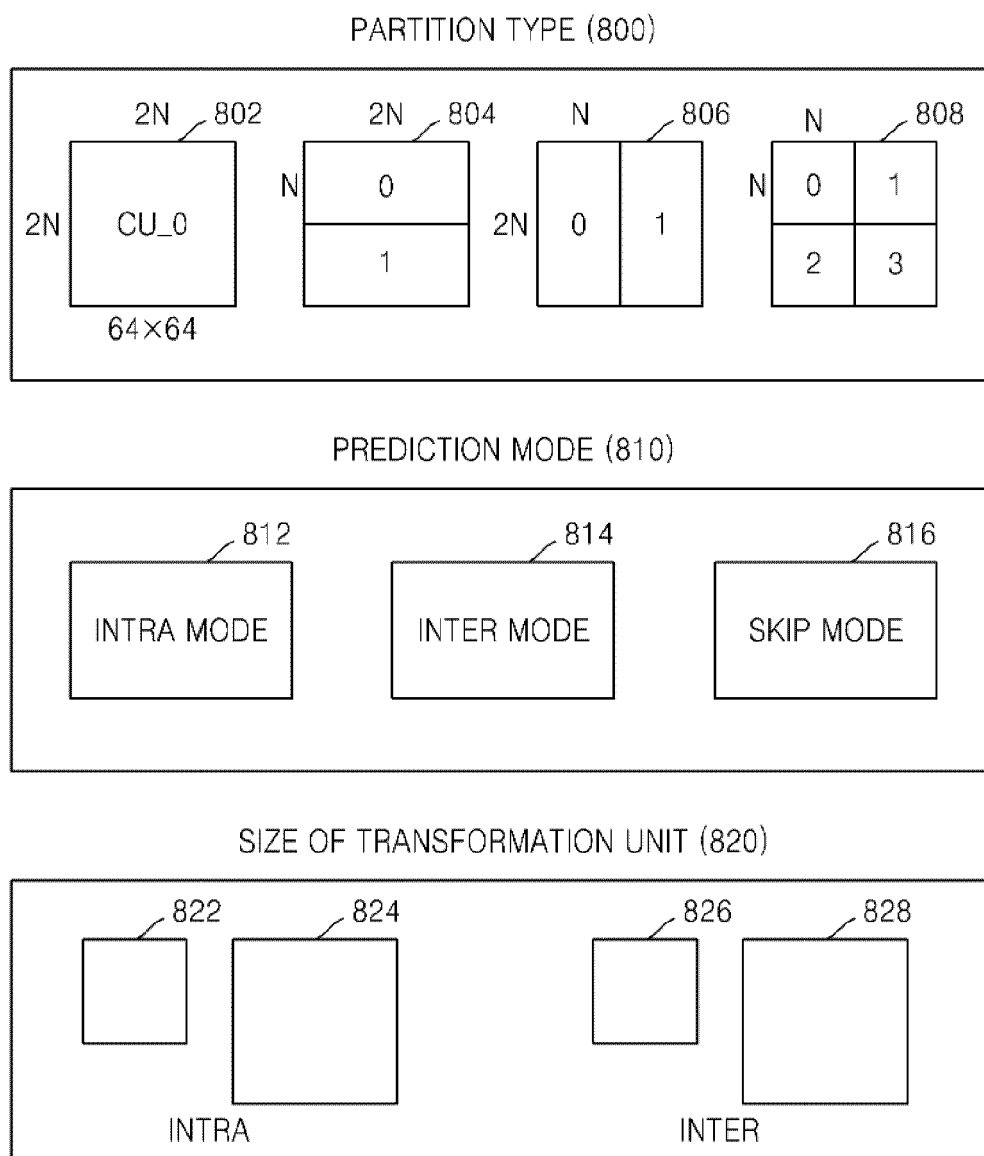 PARTITION TYPE (800)
2N 802 2N 804 N 806 N 808
2N CU_0 N 0 1 2N 0 1 N 0 1 2 3
64×64
PREDICTION MODE (810)
812 814 816
INTRA MODE INTER MODE SKIP MODE
SIZE OF TRANSFORMATION UNIT (820)
822 824 826 828
INTRA INTER